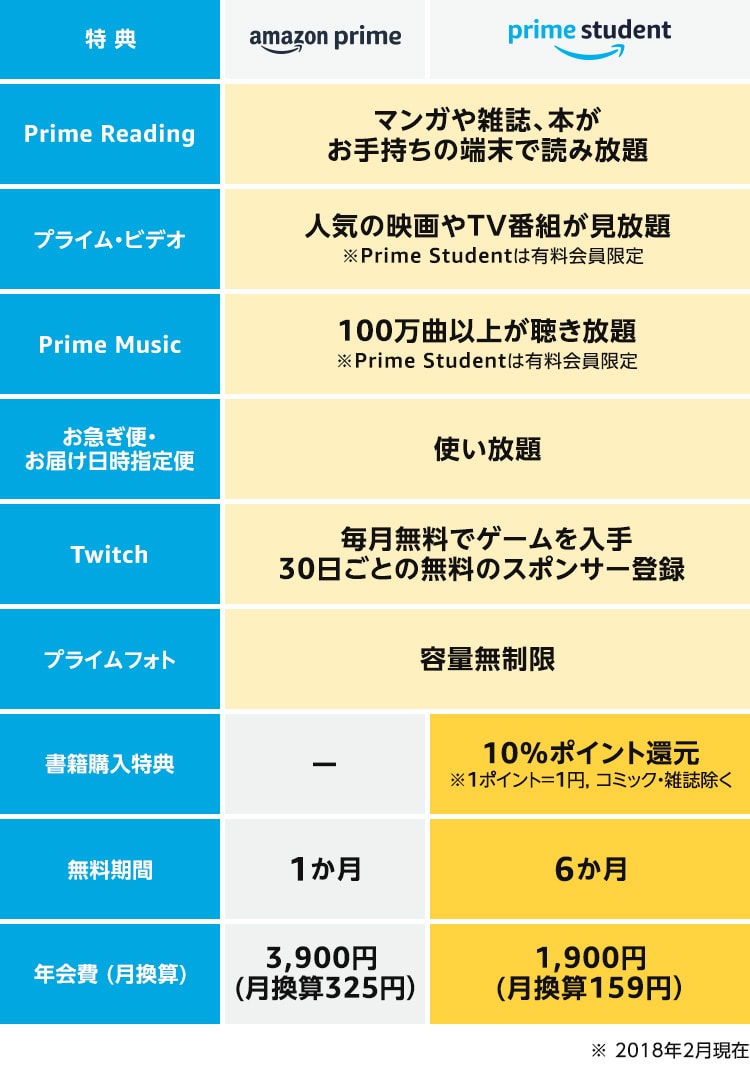 特典
amazon prime
prime student
Prime Reading
マンガや雑誌、本が
お手持ちの端末で読み放題
プライム・ビデオ
人気の映画やTV番組が見放題
※Prime Studentは有料会員限定
Prime Music
100万曲以上が聴き放題
※Prime Studentは有料会員限定
お急ぎ便・
お届け日時指定便
使い放題
Twitch
毎月無料でゲームを入手
30日ごとの無料のスポンサー登録
プライムフォト
容量無制限
書籍購入特典
—
10%ポイント還元
※1ポイント=1円, コミック・雑誌除く
無料期間
1か月
6か月
年会費 (月換算)
3,900円
(月換算325円)
1,900円
(月換算159円)
※ 2018年2月現在